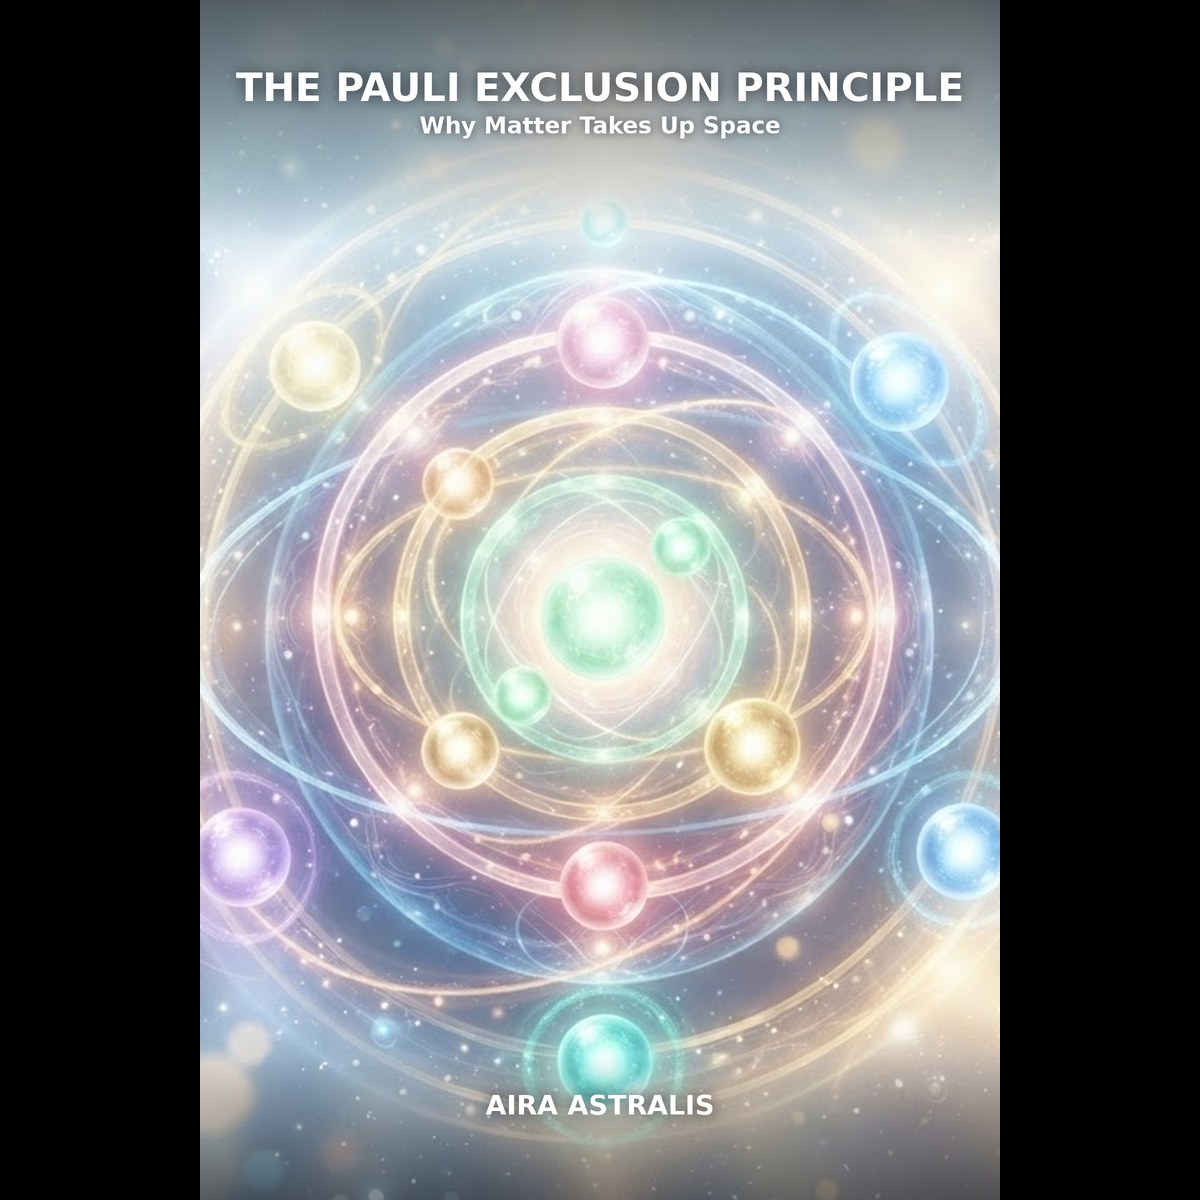 THE PAULI EXCLUSION PRINCIPLE
Why Matter Takes Up Space
AIRA ASTRALIS